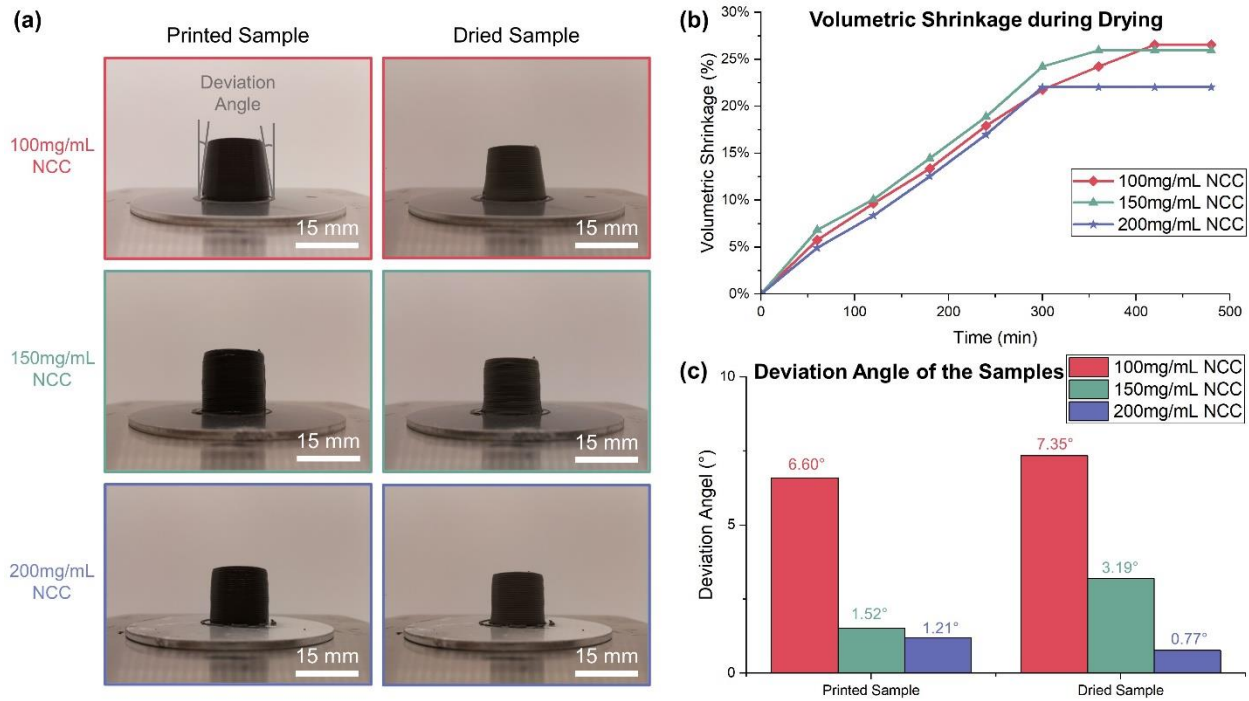 (a)
Printed Sample
Dried Sample
100mg/mL
NCC
Deviation
Angle
15 mm
15 mm
150mg/mL
NCC
15 mm
15 mm
200mg/mL
NCC
15 mm
15 mm
(b)
Volumetric Shrinkage during Drying
Volumetric Shrinkage (%)
30%
25%
20%
15%
10%
5%
0%
0
100
200
300
400
500
Time (min)
100mg/mL NCC
150mg/mL NCC
200mg/mL NCC
(c)
Deviation Angle of the Samples
100mg/mL NCC
150mg/mL NCC
200mg/mL NCC
Deviation Angel (°)
10
5
0
6.60°
1.52°
1.21°
7.35°
3.19°
0.77°
Printed Sample
Dried Sample